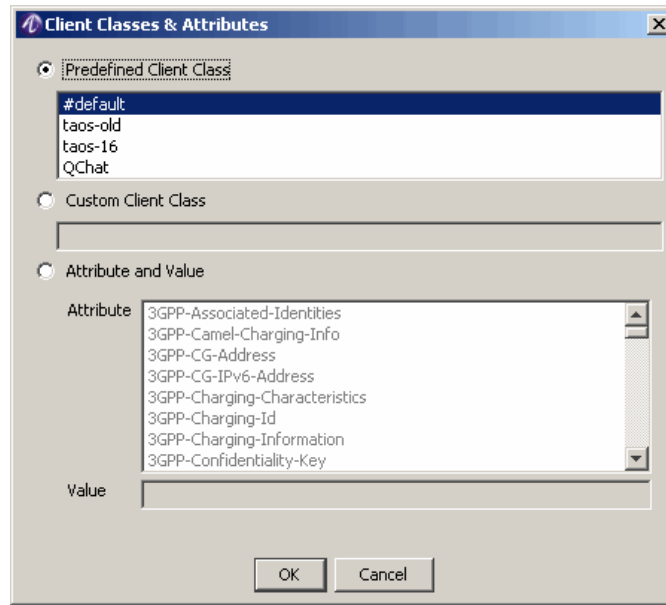 Client Classes & Attributes
Predefined Client Class
#default
taos-old
taos-16
QChat
Custom Client Class
Attribute and Value
Attribute
3GPP-Associated-Identities
3GPP-Camel-Charging-Info
3GPP-CG-Address
3GPP-CG-IPv6-Address
3GPP-Charging-Characteristics
3GPP-Charging-Id
3GPP-Charging-Information
3GPP-Confidentiality-Key
Value
OK Cancel